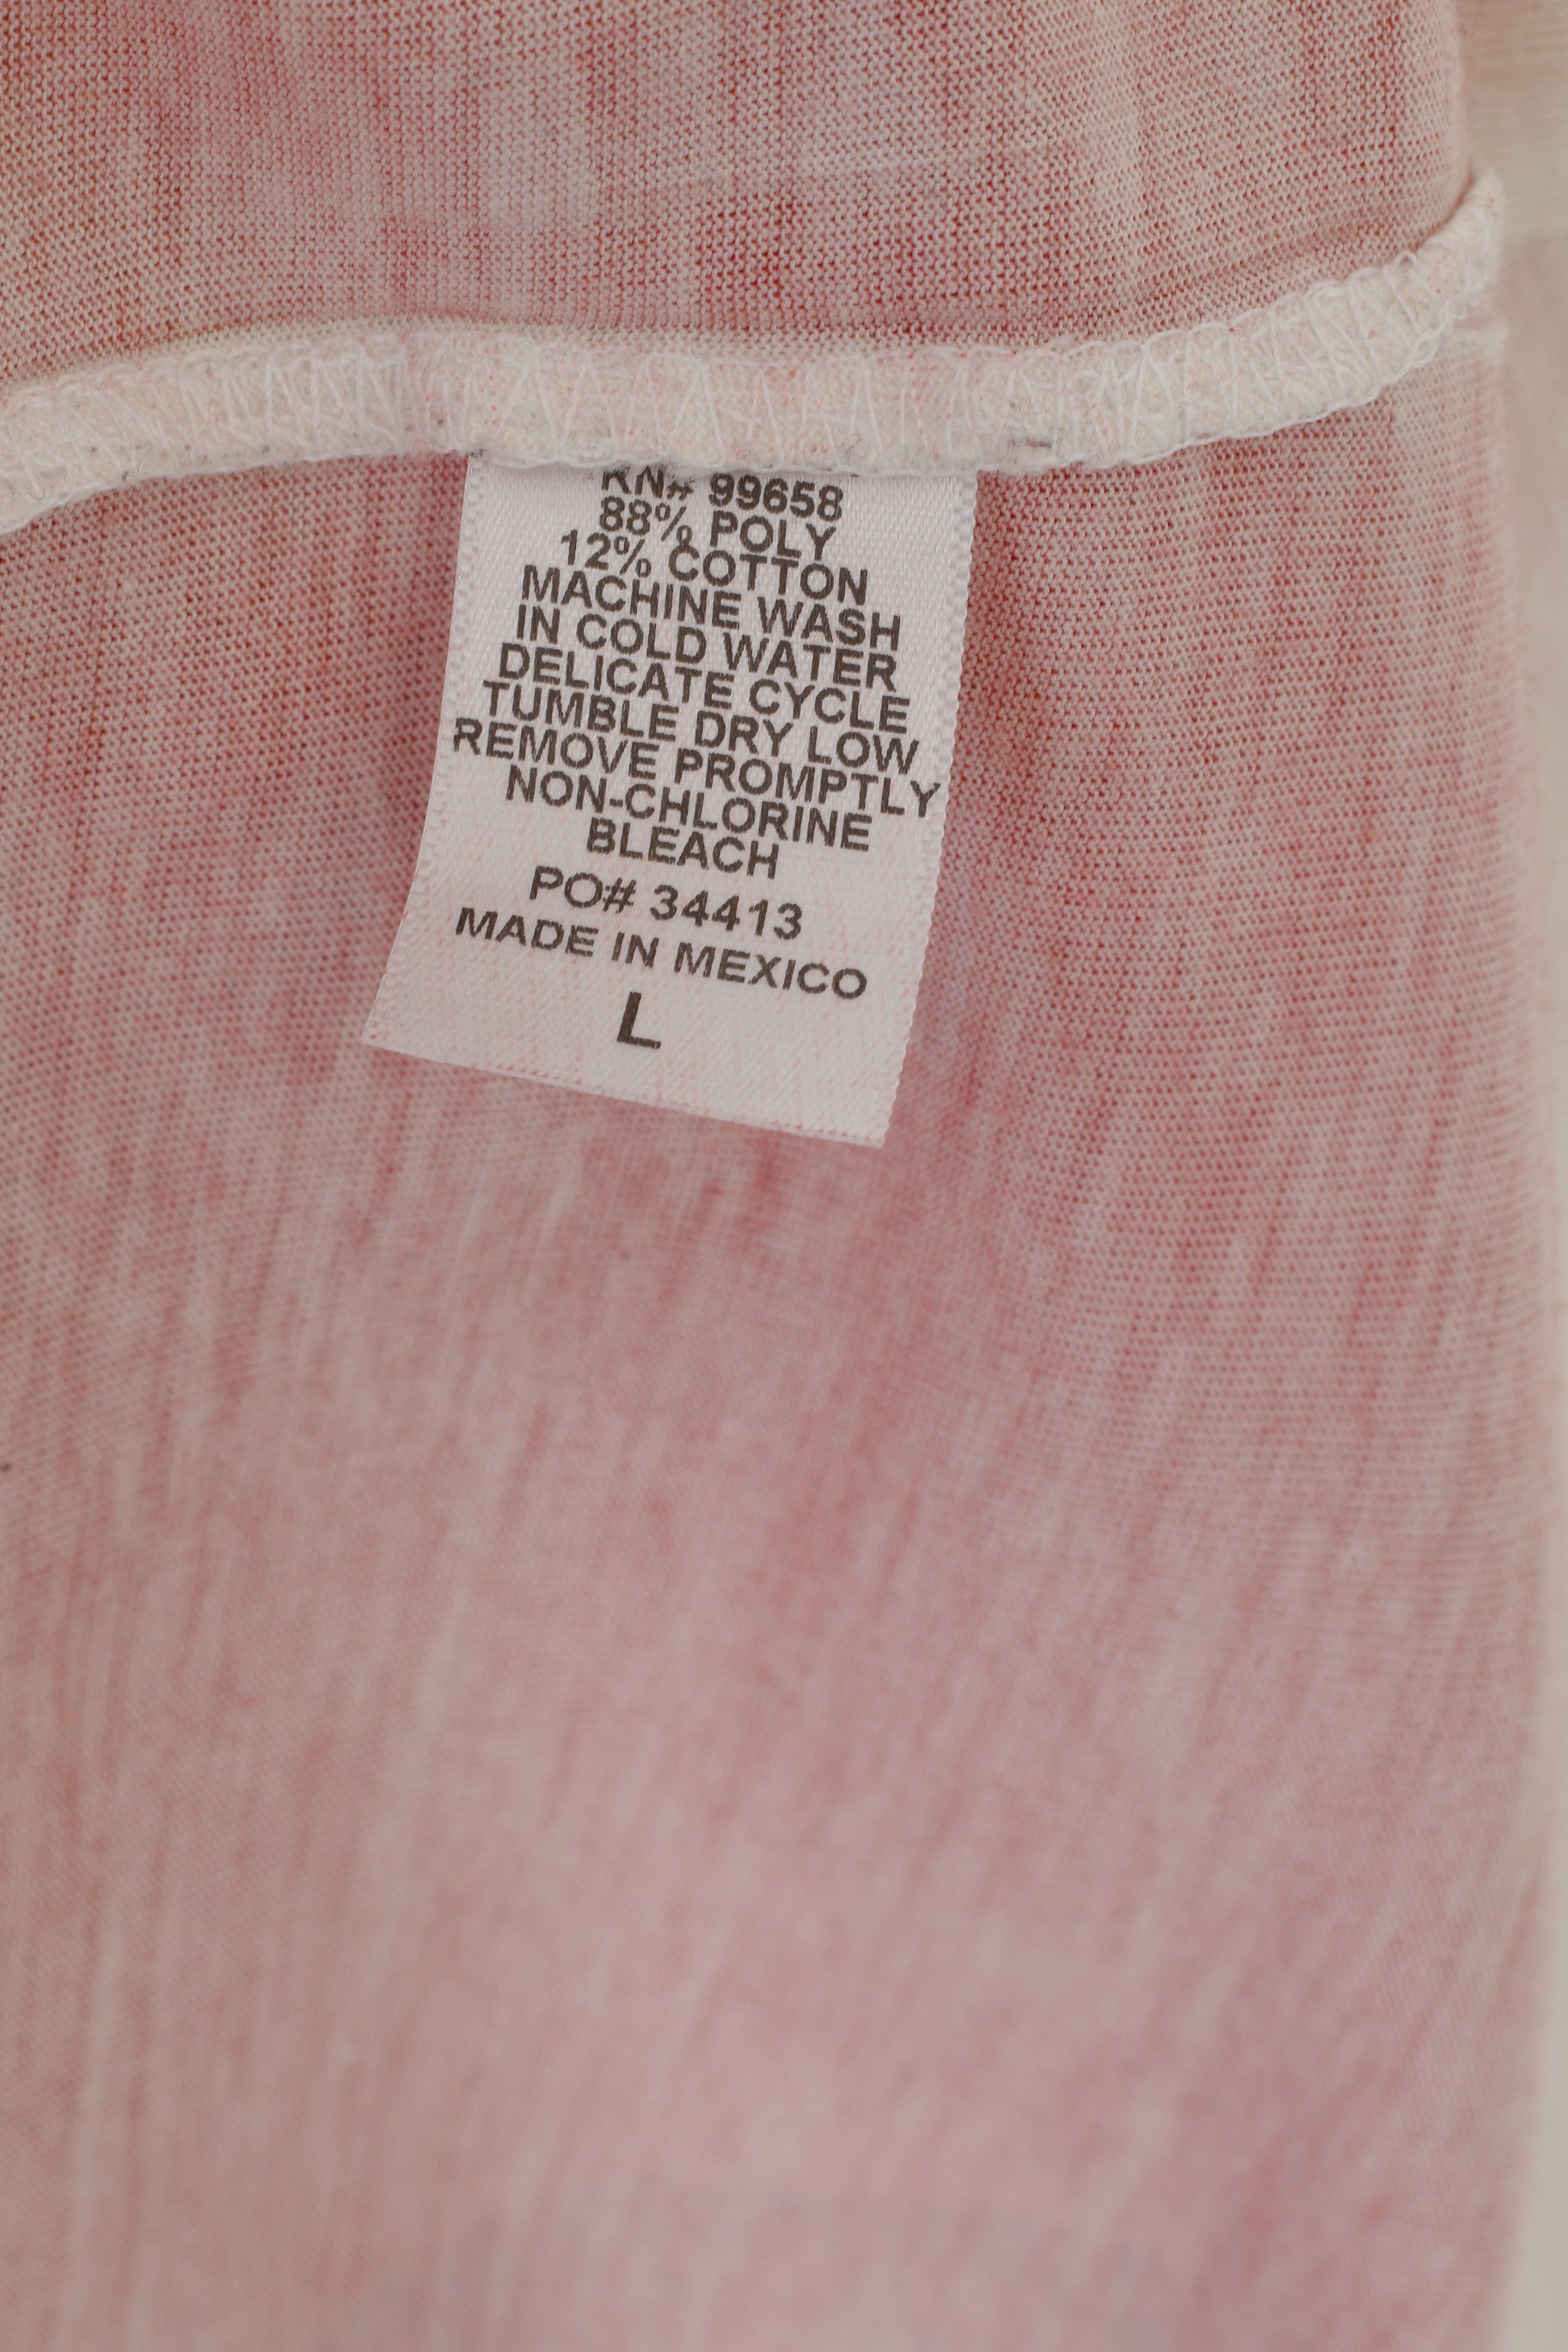 RN# 99658
88% POLY
12% COTTON
MACHINE WASH
IN COLD WATER
DELICATE CYCLE
TUMBLE DRY LOW
REMOVE PROMPTLY
NON-CHLORINE
BLEACH
PO# 34413
MADE IN MEXICO
L